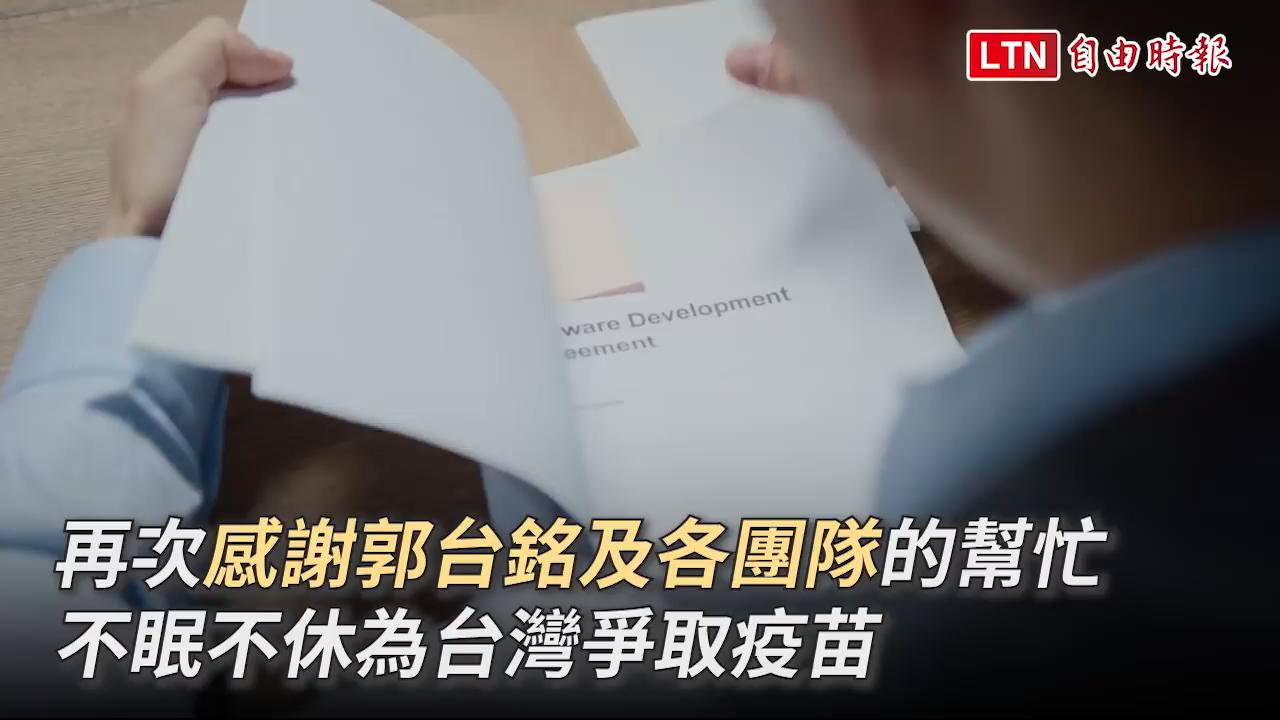 LTN 自由時報
ware Development
eement
再次感謝郭台銘及各團隊的幫忙
不眠不休為台灣爭取疫苗